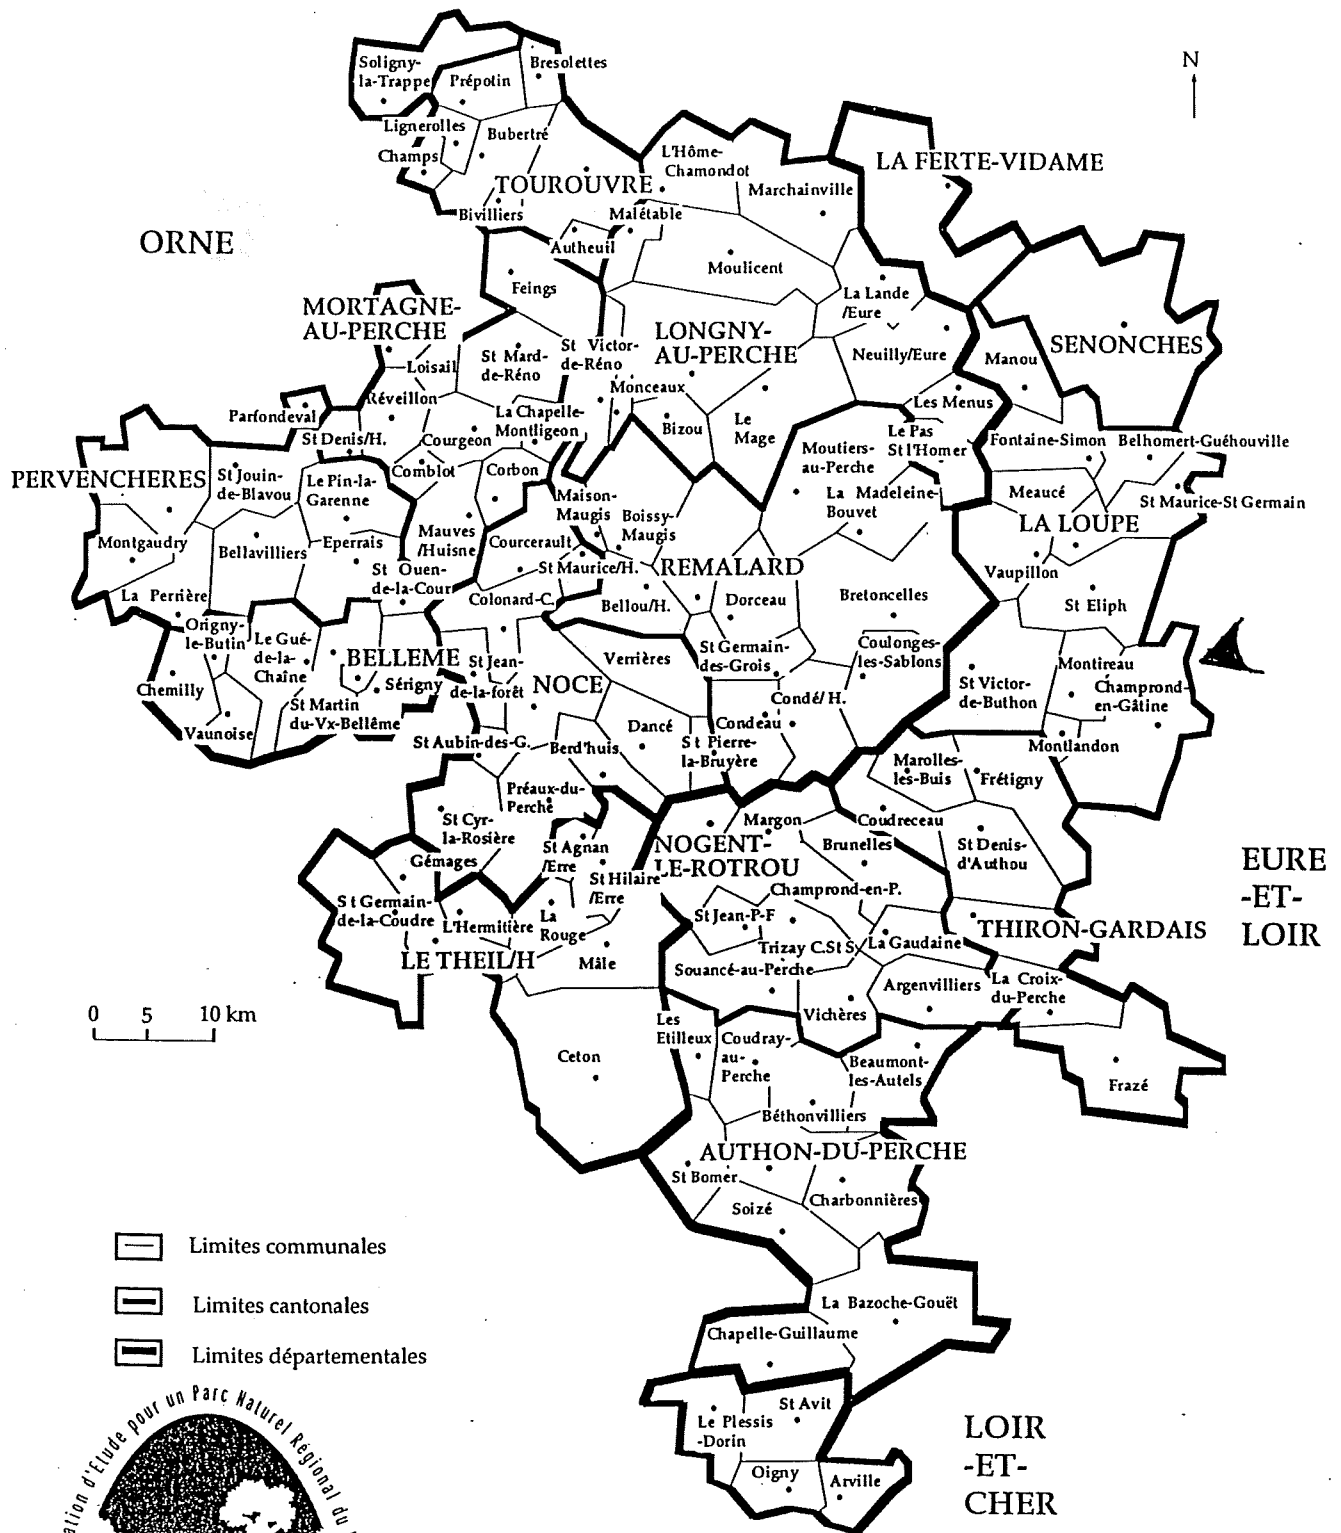 Soligny-
la-Trappe
Prépotin
Bresolettes
N
Lignerolles
Bubertré
Champs
L'Hôme-
Chamondot
LA FERTE-VIDAME
TOUROUVRE
Marchainville
Bivilliers
Malétable
ORNE
Autheuil
Moulicent
Feings
La Lande
/Eure
MORTAGNE-
AU-PERCHE
LONGNY-
AU-PERCHE
SENONCHES
St Mard-
de-Réno
St Victor-
de-Réno
Neuilly/Eure
Manou
Loisail
Réveillon
Monceaux
Les Menus
Parfondeval
La Chapelle-
Montligeon
Bizou
Le
Mage
Le Pas
St l'Homer
St Denis/H.
Courgeon
Moutiers-
au-Perche
Fontaine-Simon
Belhomert-Guéhouville
PERVENCHERES
St Jouin-
de-Blavou
Le Pin-la-
Garenne
Comblot
Corbon
Maison-
Maugis
La Madeleine-
Bouvet
Meaucé
St Maurice-St Germain
LA LOUPE
Boissy-
Maugis
Mauves
/Huisne
Courcerault
Montgaudry
Bellavilliers
Eperrais
St Maurice/H.
REMALARD
Vaupillon
St Ouen-
de-la-Cour
La Perrière
Colonard-C.
Bellou/H.
Dorceau
Bretoncelles
St Eliph
Origny-
le-Butin
Le Gué-
de-la-
Chaîne
BELLEME
St Jean-
de-la-forêt
Verrières
St Germain-
des-Grois
Coulonges-
les-Sablons
Montireau
Chemilly
Sérigny
NOCE
Condé/H.
St Victor-
de-Buthon
Champrond-
en-Gâtine
St Martin
du-Vx-Bellême
Vaunoise
St Aubin-des-G.
Berd'huis
Dancé
Condeau
St Pierre-
la-Bruyère
Montlandon
Marolles-
les-Buis
Frétigny
Préaux-du-
Perche
St Cyr-
la-Rosière
Margon
Coudreceau
NOGENT-
LE-ROTROU
Brunelles
St Denis-
d'Authou
EURE
-ET-
LOIR
St Agnan
/Erre
Gémages
St Hilaire
/Erre
Champrond-en-P.
St Germain-
de-la-Coudre
L'Hermitière
La
Rouge
St Jean-P-F
THIRON-GARDAIS
Trizay C.St S.
La Gaudaine
LE THEIL/H
Mâle
Souancé-au-Perche
Argenvilliers
La Croix-
du-Perche
0 5 10 km
Vichères
Les
Etilleux
Coudray-
au-
Perche
Ceton
Beaumont-
les-Autels
Frazé
Béthonvilliers
AUTHON-DU-PERCHE
St Bomer
Soizé
Charbonnières
Limites communales
Limites cantonales
Limites départementales
La Bazoche-Gouët
Chapelle-Guillaume
St Avit
Le Plessis
-Dorin
LOIR
-ET-
CHER
Oigny
Arville
d'Etude pour un Parc Naturel Régional du